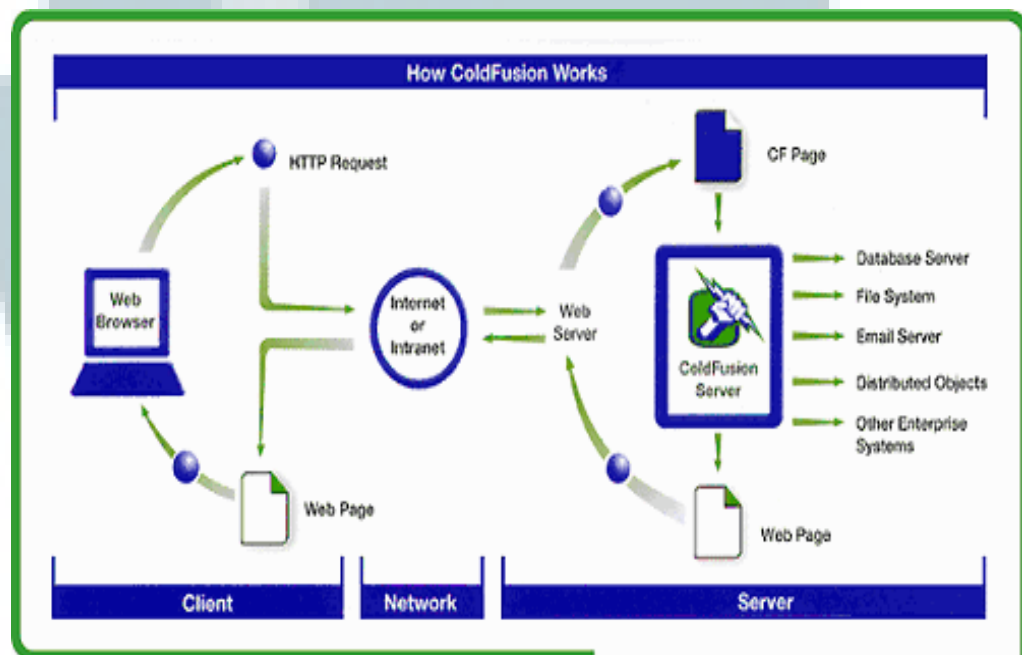 How ColdFusion Works
HTTP Request
CF Page
Web
Browser
Internet
or
Intranet
Web
Server
ColdFusion
Server
Database Server
File System
Email Server
Distributed Objects
Other Enterprise
Systems
Web Page
Web Page
Client
Network
Server